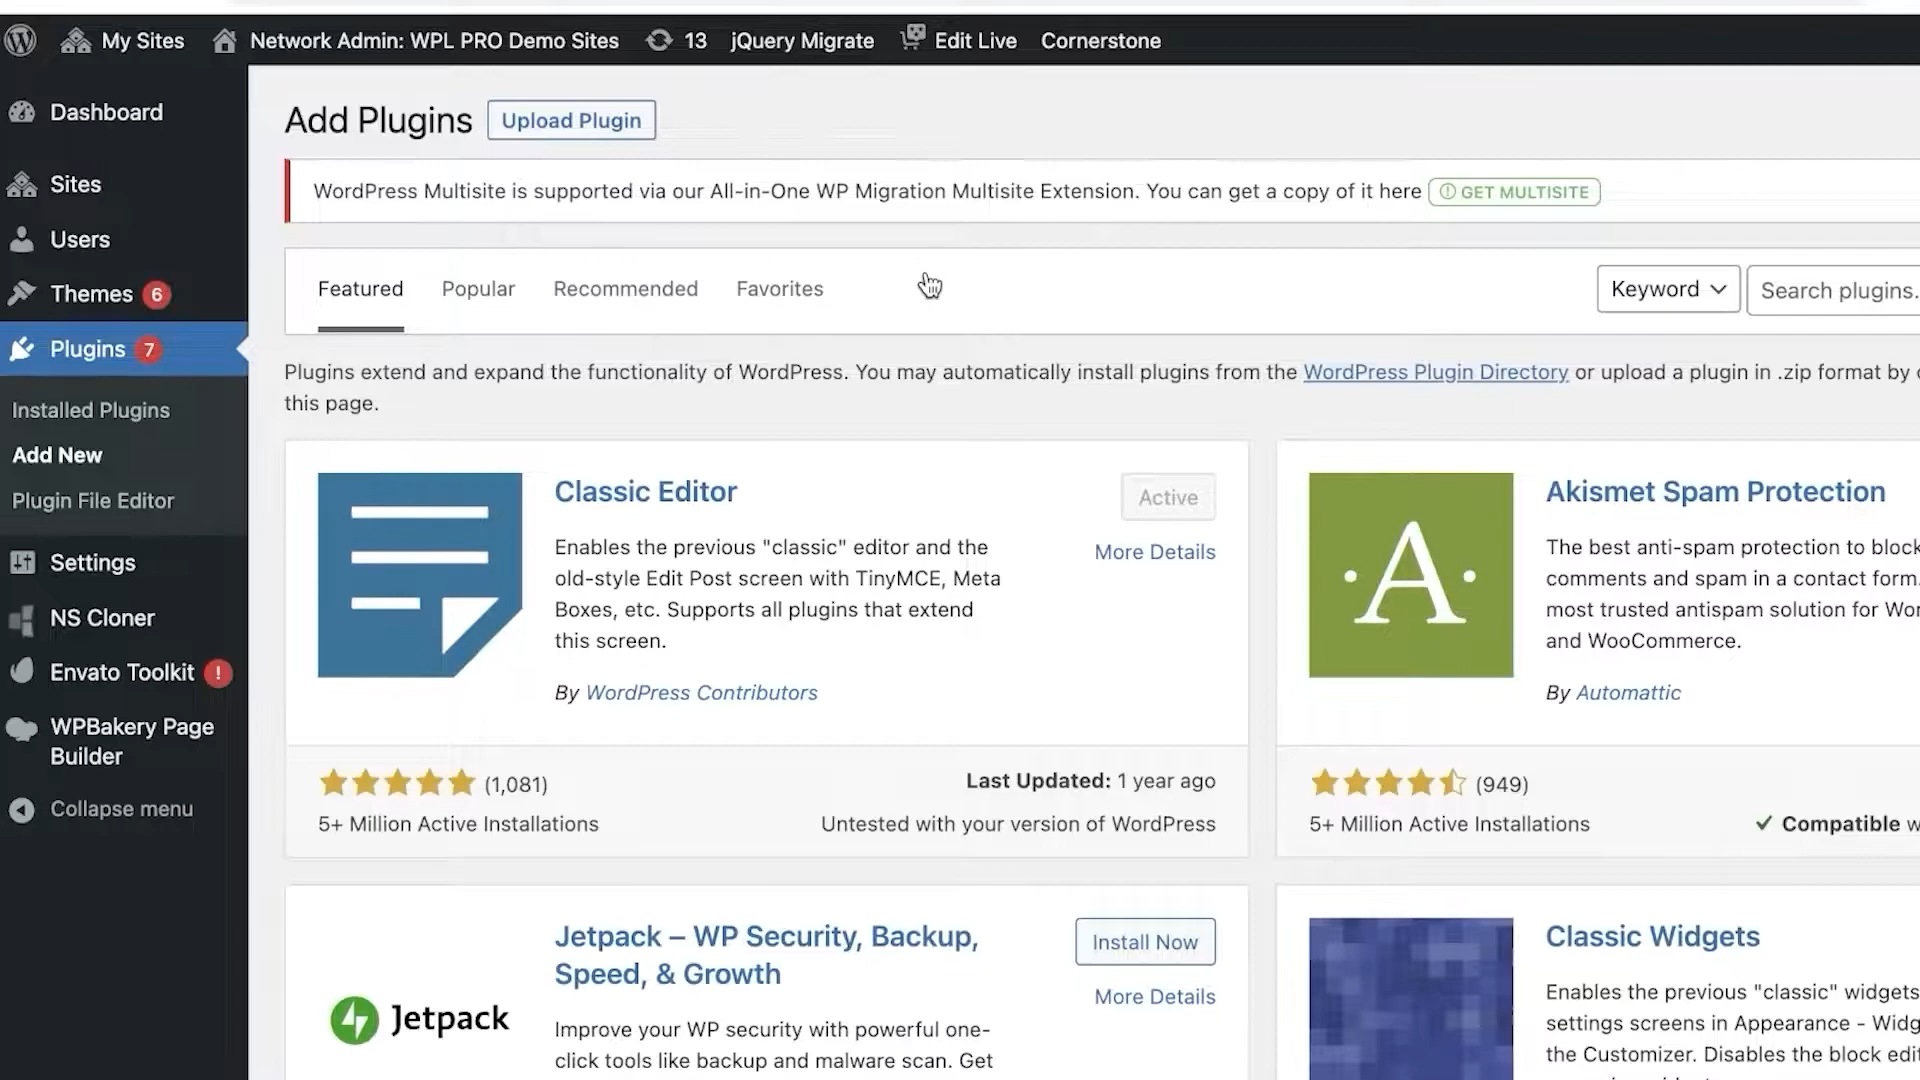 My Sites
Network Admin: WPL PRO Demo Sites
13
jQuery Migrate
Edit Live
Cornerstone
Dashboard
Sites
Users
Themes 6
Plugins 7
Installed Plugins
Add New
Plugin File Editor
Settings
NS Cloner
Envato Toolkit !
WPBakery Page
Builder
Collapse menu
Add Plugins
Upload Plugin
WordPress Multisite is supported via our All-in-One WP Migration Multisite Extension. You can get a copy of it here GET MULTISITE
Featured
Popular
Recommended
Favorites
Keyword
Search plugins.
Plugins extend and expand the functionality of WordPress. You may automatically install plugins from the WordPress Plugin Directory or upload a plugin in .zip format by
this page.
Classic Editor
Active
More Details
Enables the previous "classic" editor and the
old-style Edit Post screen with TinyMCE, Meta
Boxes, etc. Supports all plugins that extend
this screen.
By WordPress Contributors
(1,081)
5+ Million Active Installations
Last Updated: 1 year ago
Untested with your version of WordPress
A
Akismet Spam Protection
The best anti-spam protection to block
comments and spam in a contact form.
most trusted antispam solution for
and WooCommerce.
By Automattic
(949)
5+ Million Active Installations
Compatible
Jetpack
Jetpack – WP Security, Backup,
Speed, & Growth
Install Now
More Details
Improve your WP security with powerful one-
click tools like backup and malware scan. Get
Classic Widgets
Enables the previous "classic" widgets
settings screens in Appearance -
the Customizer. Disables the block